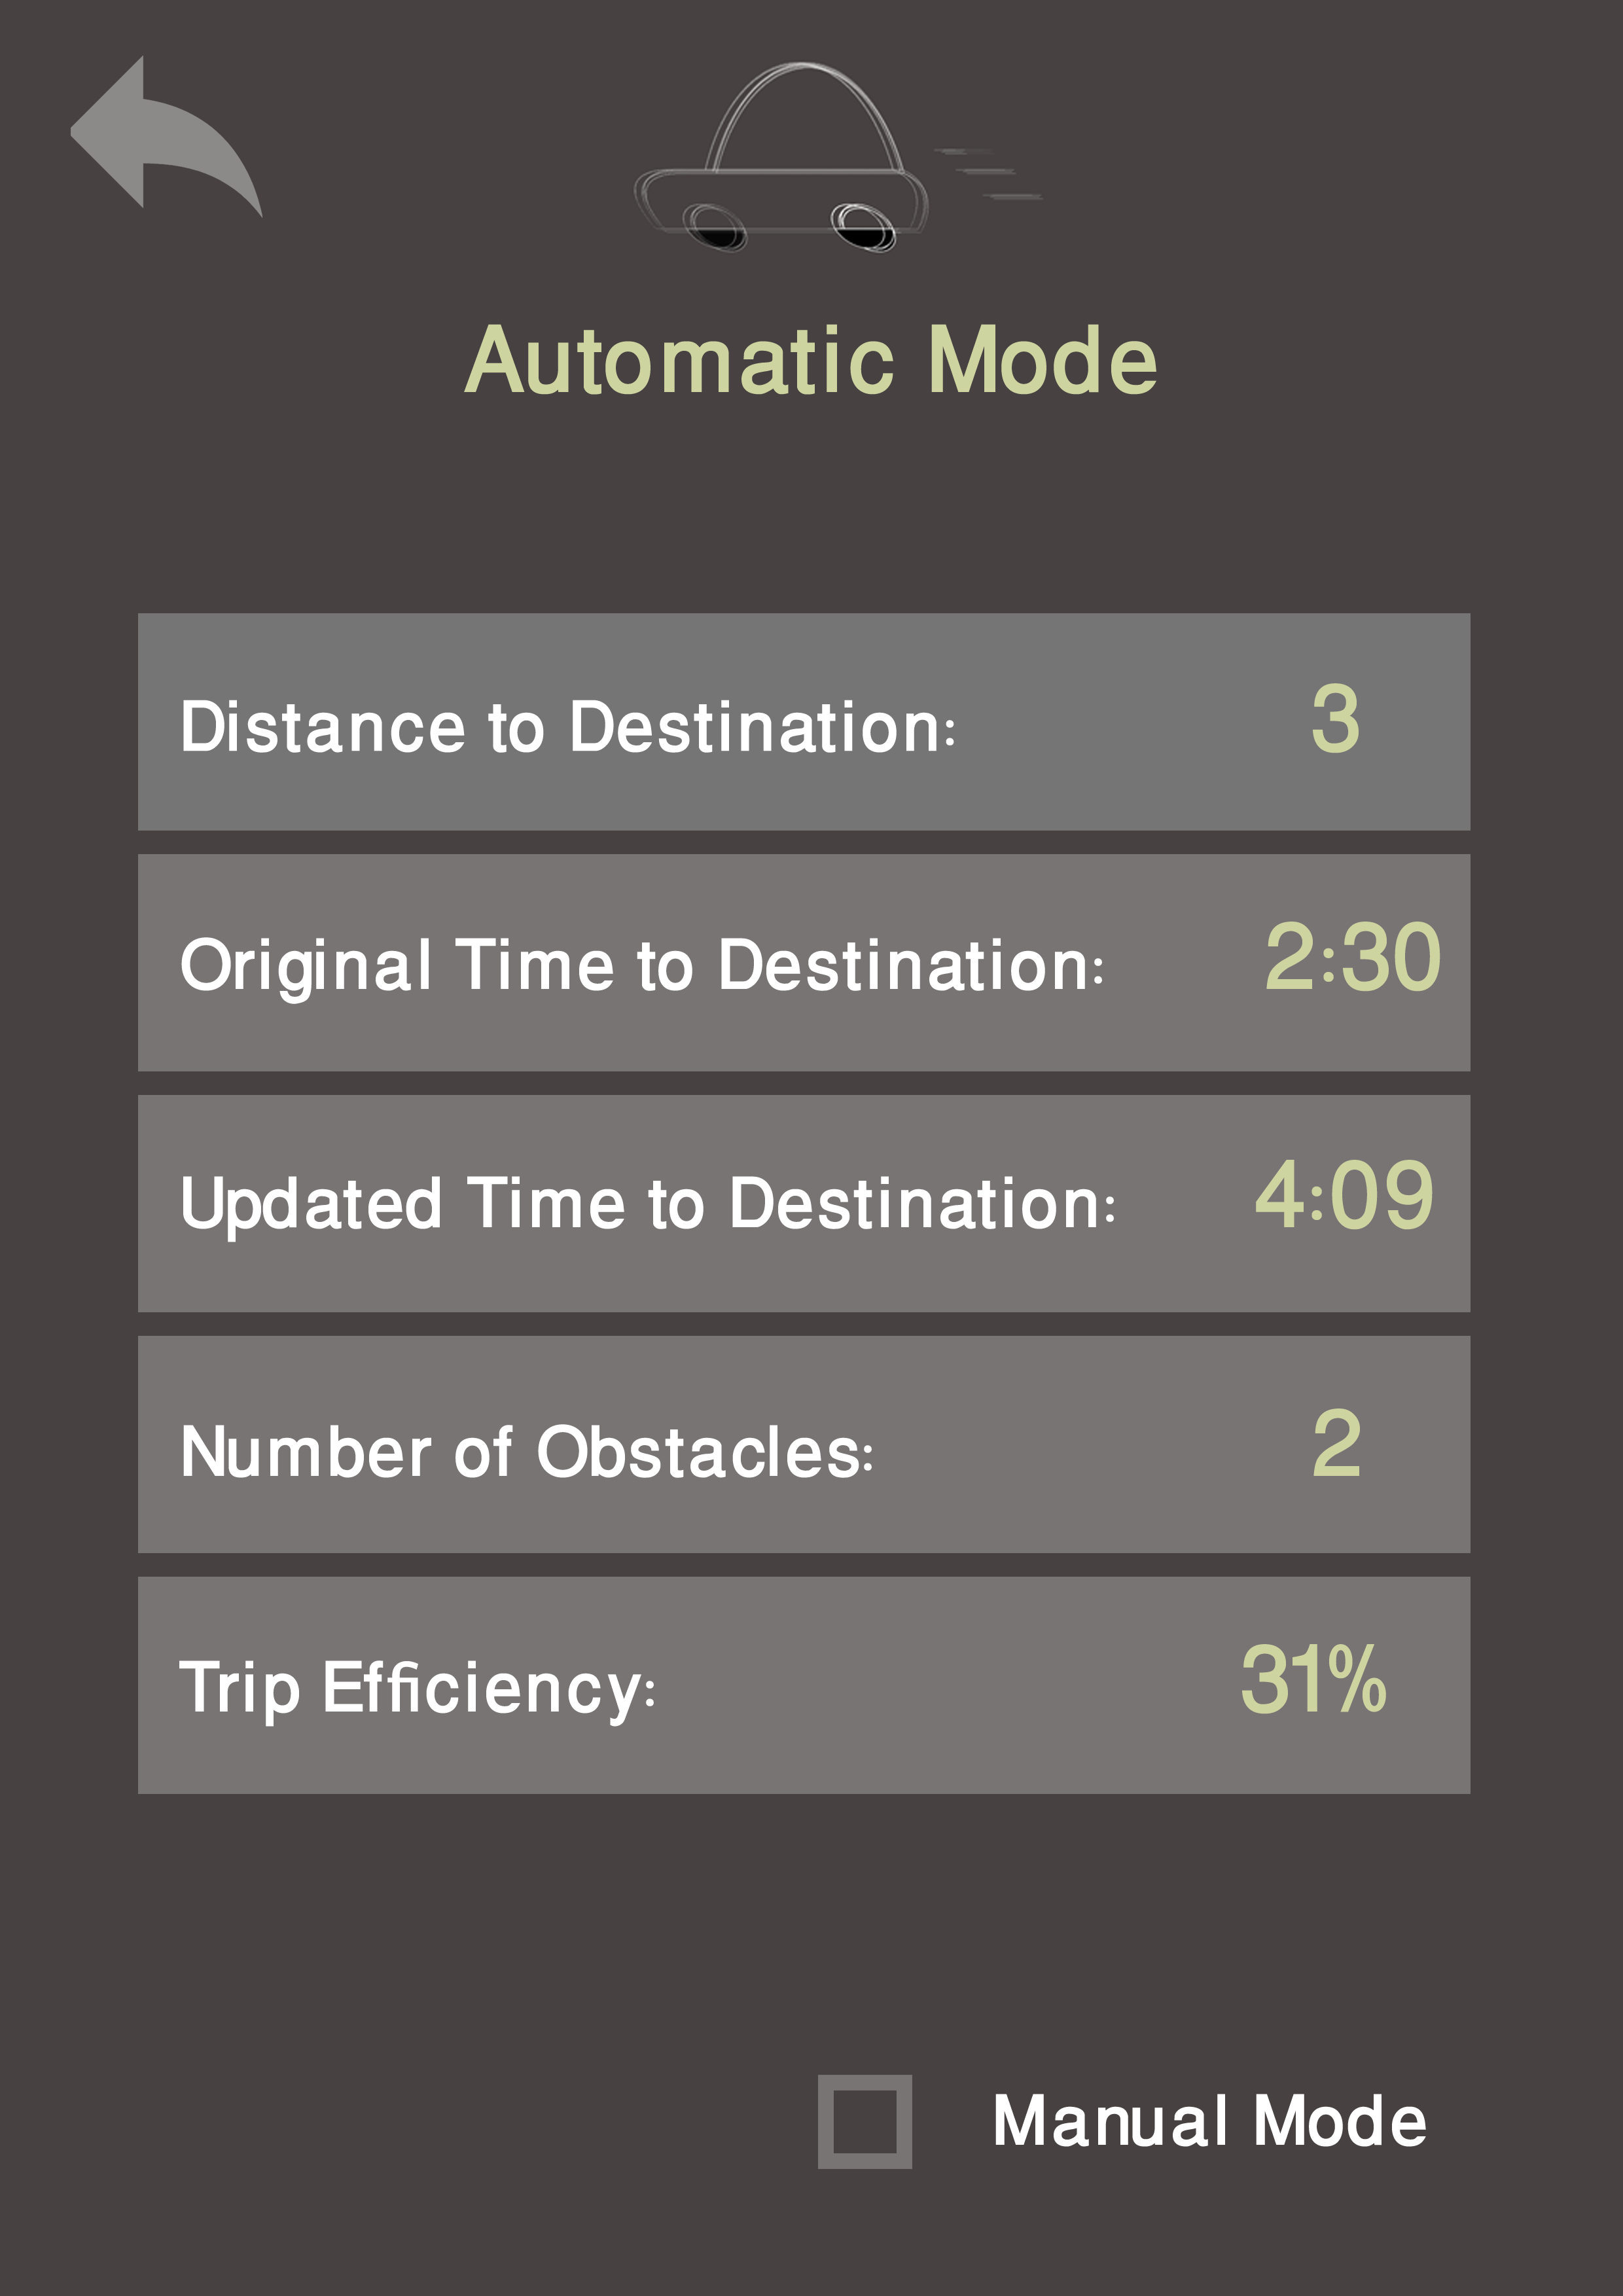 Automatic Mode
Distance to Destination: 3
Original Time to Destination: 2:30
Updated Time to Destination: 4:09
Number of Obstacles: 2
Trip Efficiency: 31%
Manual Mode